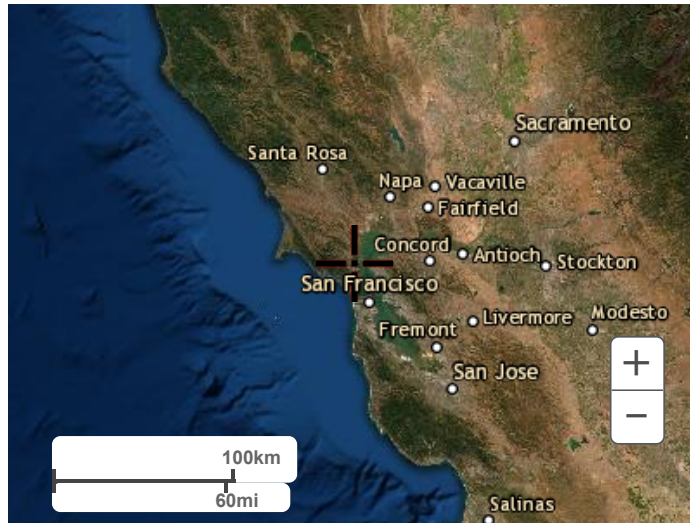 Sacramento
Santa Rosa
Napa
Vacaville
Fairfield
Concord
Antioch
Stockton
San Francisco
Livermore
Modesto
Fremont
San Jose
+
−
100km
60mi
Salinas